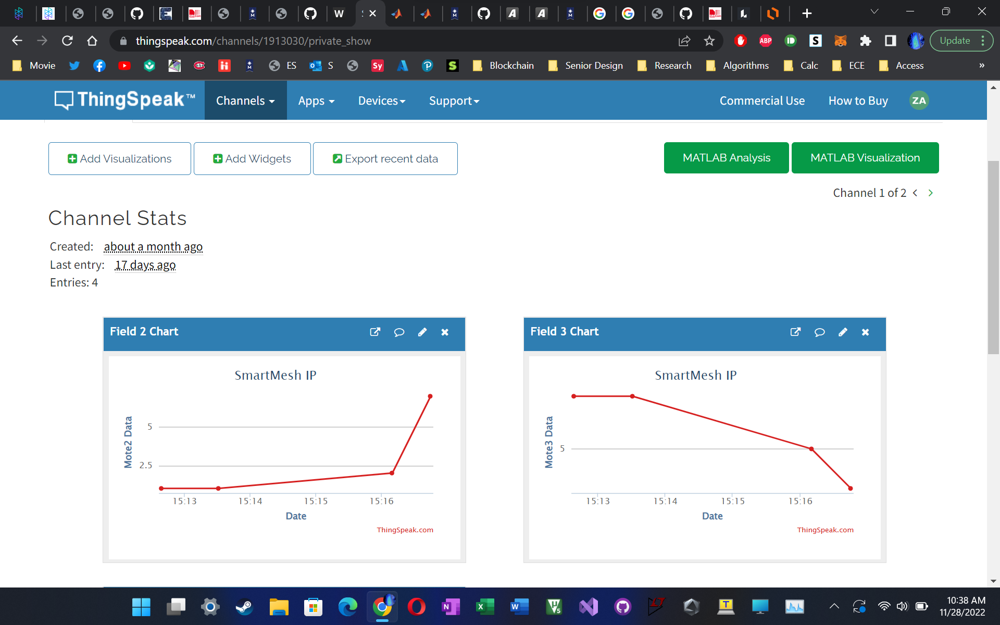 W
thingspeak.com/channels/1913030/private_show
ABP
S
Update
Movie
ES
S
Sy
Blockchain
Senior Design
Research
Algorithms
Calc
ECE
Access
»
ThingSpeak™
Channels
Apps
Devices
Support
Commercial Use
How to Buy
ZA
Add Visualizations
Add Widgets
Export recent data
MATLAB Analysis
MATLAB Visualization
Channel 1 of 2 < >
Channel Stats
Created: about a month ago
Last entry: 17 days ago
Entries: 4
Field 2 Chart
SmartMesh IP
Mote2 Data
5
2.5
15:13 15:14 15:15 15:16
Date
ThingSpeak.com
Field 3 Chart
SmartMesh IP
Mote3 Data
5
15:13 15:14 15:15 15:16
Date
ThingSpeak.com
10:38 AM
11/28/2022